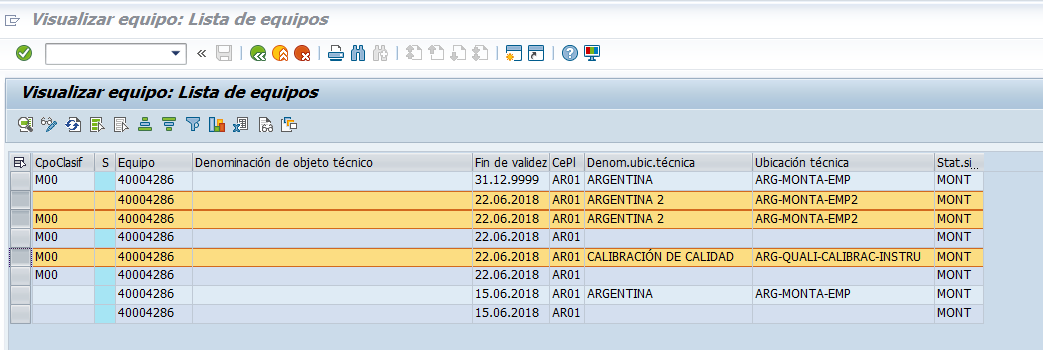 Visualizar equipo: Lista de equipos
Visualizar equipo: Lista de equipos
CpoClasif S Equipo Denominación de objeto técnico Fin de validez CePl Denom.ubic.técnica Ubicación técnica Stat.si...
M00 40004286 31.12.9999 AR01 ARGENTINA ARG-MONTA-EMP MONT
40004286 22.06.2018 AR01 ARGENTINA 2 ARG-MONTA-EMP2 MONT
M00 40004286 22.06.2018 AR01 ARGENTINA 2 ARG-MONTA-EMP2 MONT
M00 40004286 22.06.2018 AR01 MONT
M00 40004286 22.06.2018 AR01 CALIBRACIÓN DE CALIDAD ARG-QUALI-CALIBRAC-INSTRU MONT
M00 40004286 22.06.2018 AR01 MONT
40004286 15.06.2018 AR01 ARGENTINA ARG-MONTA-EMP MONT
40004286 15.06.2018 AR01 MONT